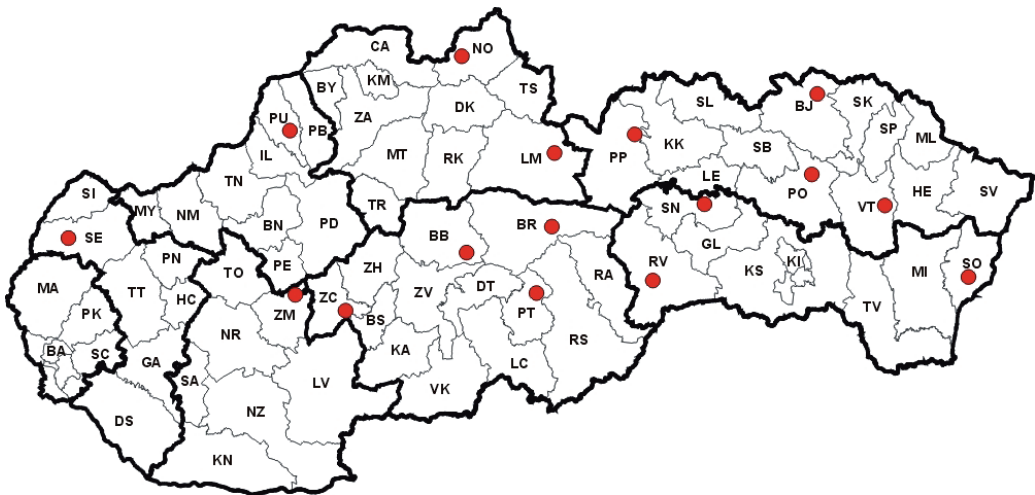 CA
NO
KM
BY
TS
DK
ZA
PU
PB
IL
MT
RK
LM
TN
TR
SI
MY
NM
BN
PD
SE
PE
PN
TO
TT
HC
MA
PK
ZM
NR
BA
SC
GA
SA
LV
DS
NZ
KN
BB
BR
ZH
ZC
BS
ZV
DT
PT
RA
RS
KA
LC
VK
SL
BJ
SK
SP
ML
PP
KK
SB
LE
PO
HE
SV
VT
SN
GL
RV
KS
KI
MI
SO
TV